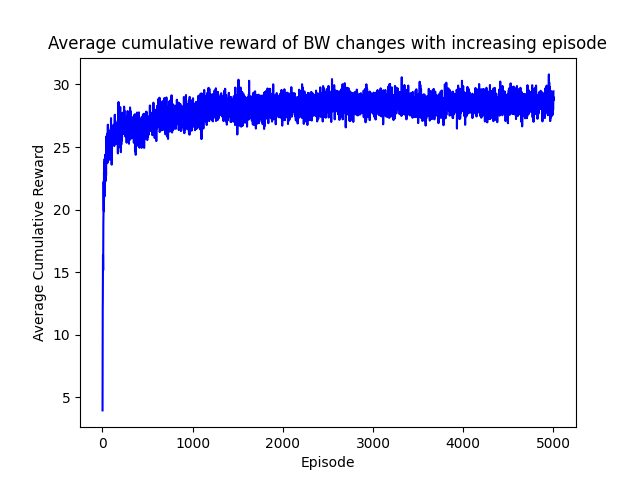 Average cumulative reward of BW changes with increasing episode
30
25
20
15
10
5
Average Cumulative Reward
0 1000 2000 3000 4000 5000
Episode